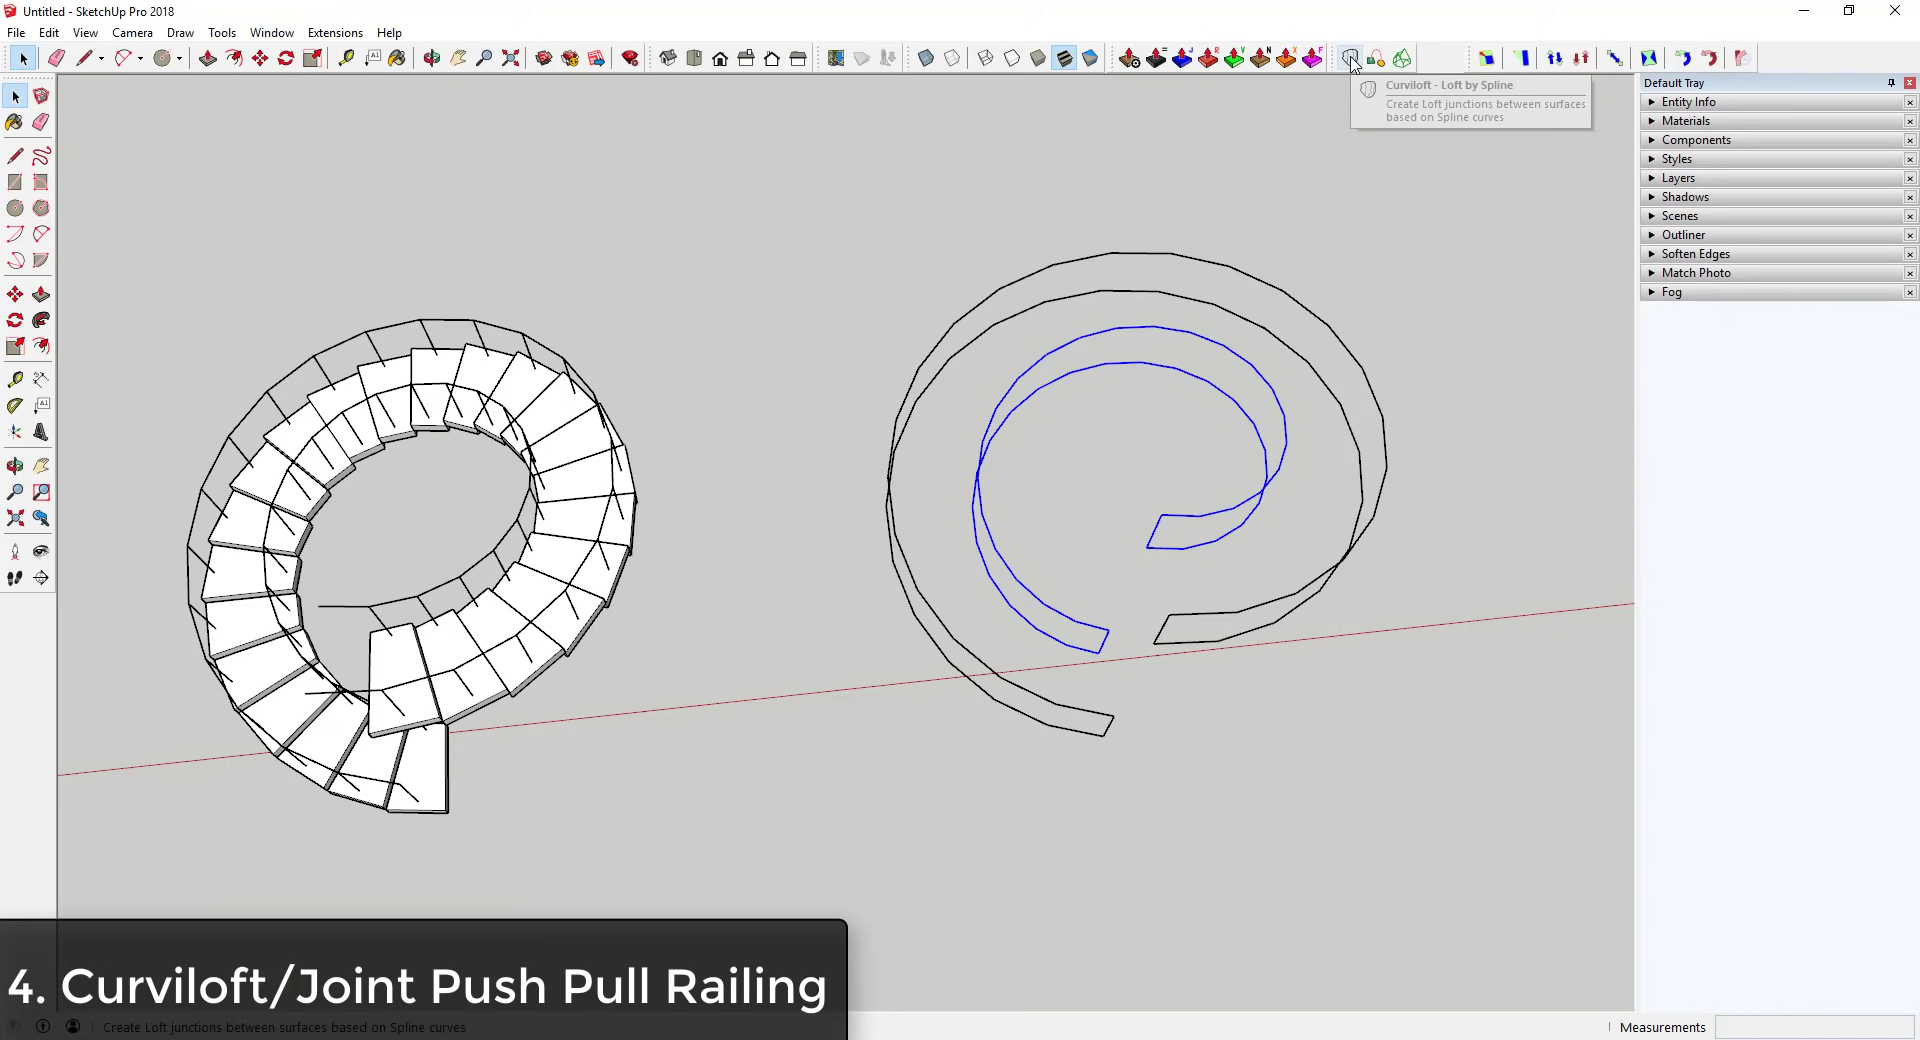 Untitled - SketchUp Pro 2018
File Edit View Camera Draw Tools Window Extensions Help
Curviloft - Loft by Spline
Create Loft junctions between surfaces
based on Spline curves
Default Tray
Entity Info
Materials
Components
Styles
Layers
Shadows
Scenes
Outliner
Soften Edges
Match Photo
Fog
4. Curviloft/Joint Push Pull Railing
Create Loft junctions between surfaces based on Spline curves
Measurements